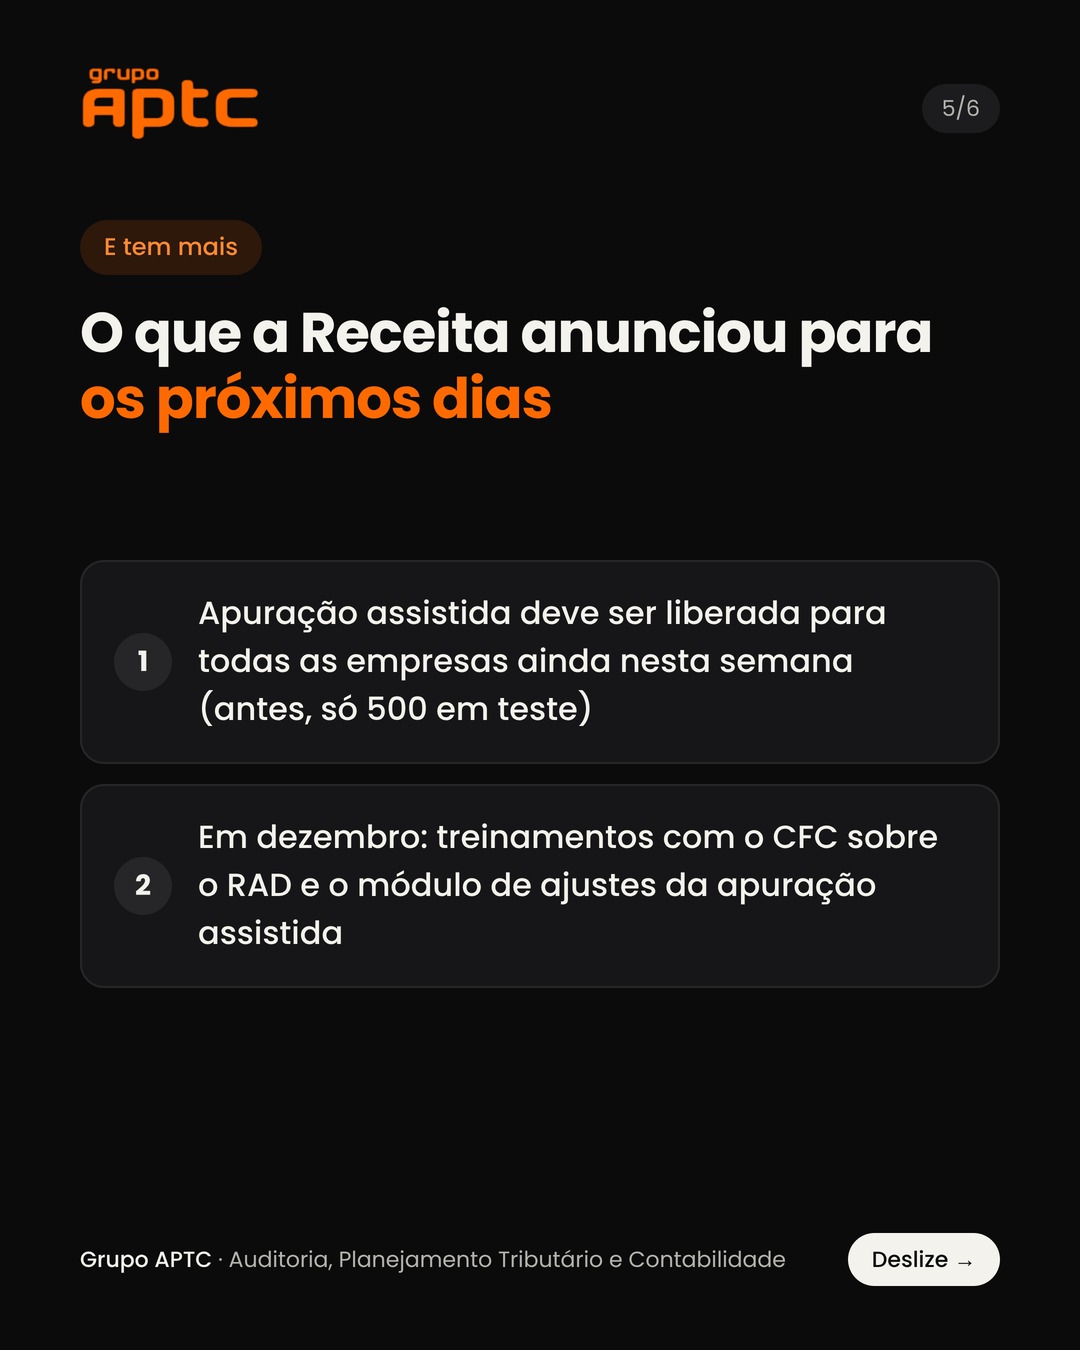 grupo
aptc
5/6
E tem mais
O que a Receita anunciou para
os próximos dias
1
Apuração assistida deve ser liberada para
todas as empresas ainda nesta semana
(antes, só 500 em teste)
2
Em dezembro: treinamentos com o CFC sobre
o RAD e o módulo de ajustes da apuração
assistida
Grupo APTC · Auditoria, Planejamento Tributário e Contabilidade
Deslize →